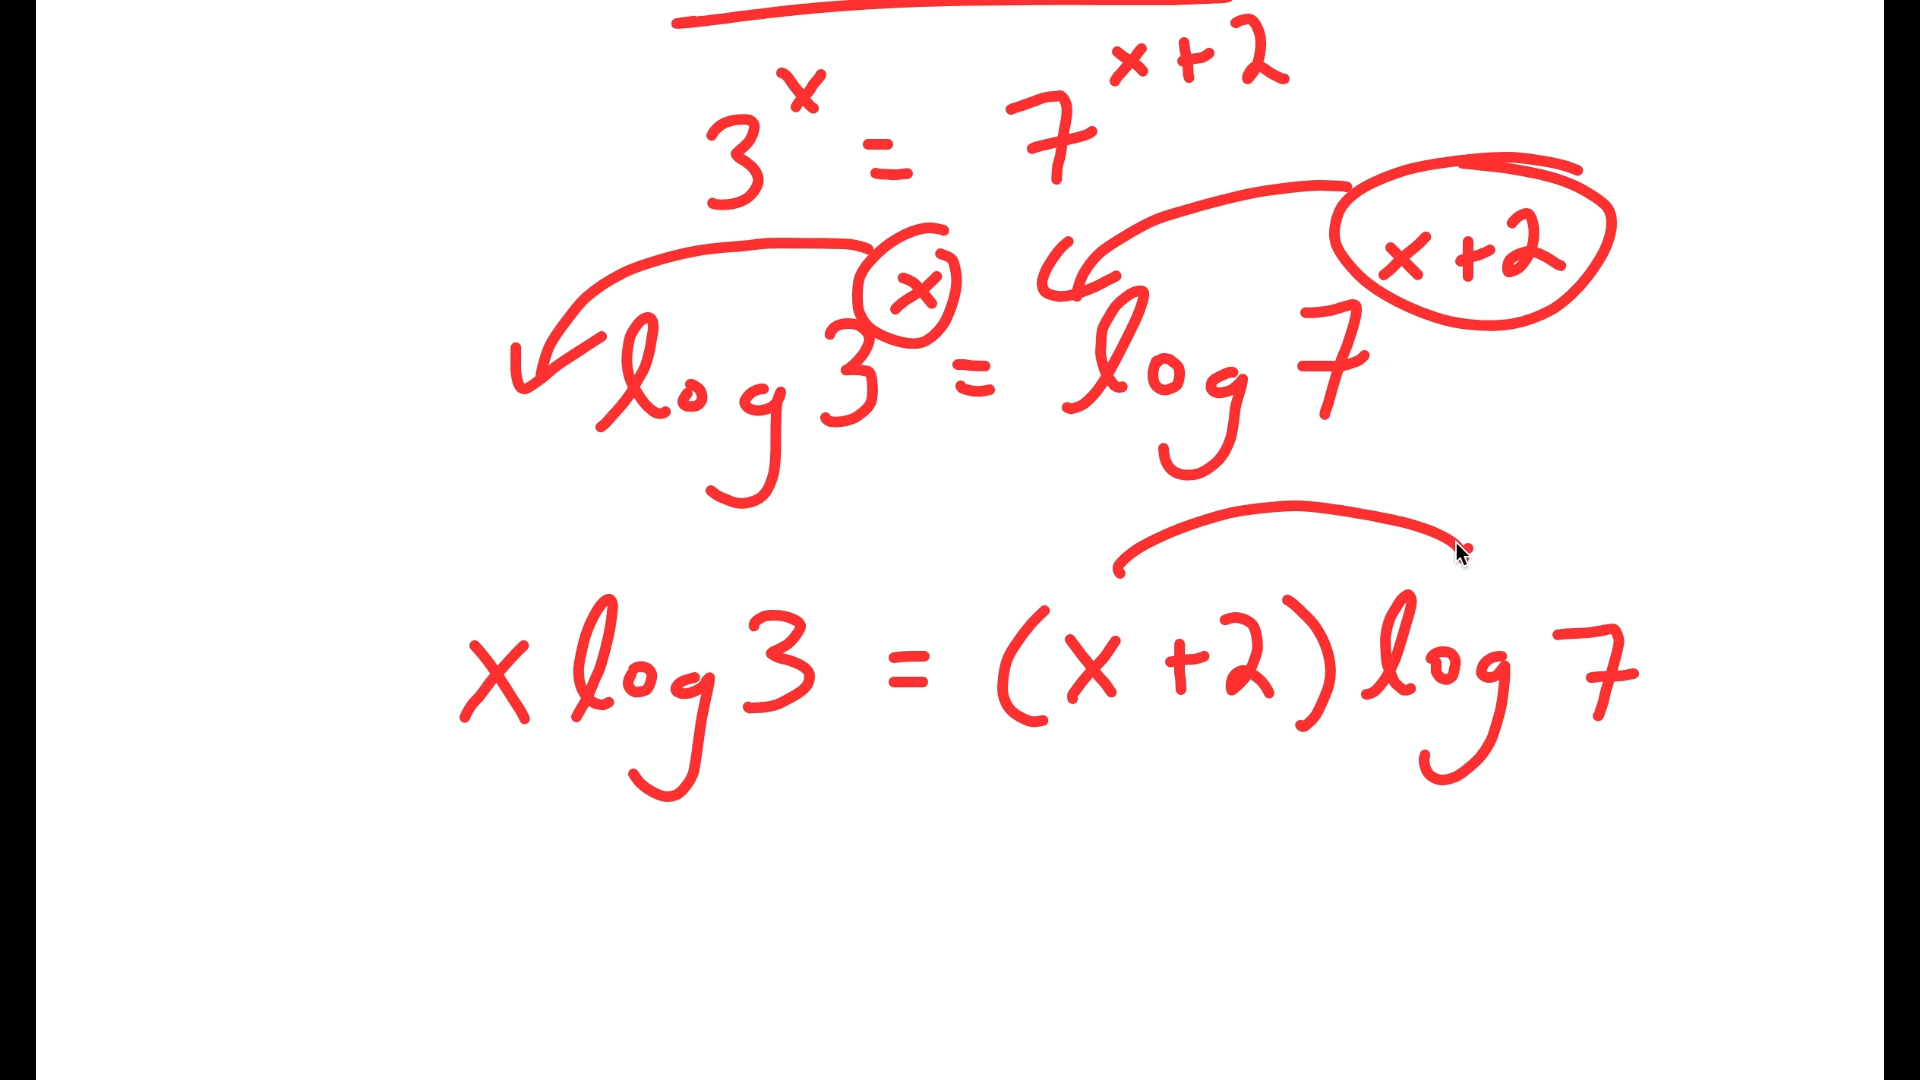 3^x = 7^{x+2}
log 3^x = log 7^{x+2}
x log 3 = (x+2) log 7